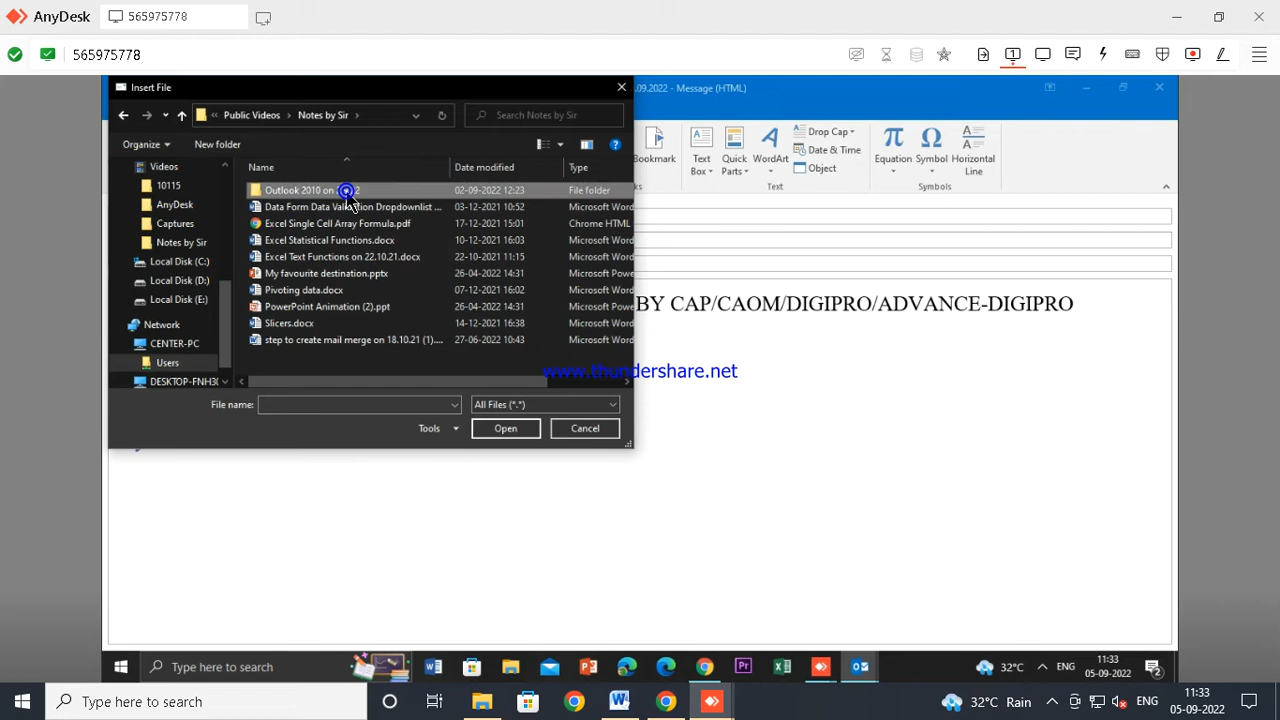 AnyDesk
565975778
565975778
.09.2022 - Message (HTML)
Insert File
Public Videos
Notes by Sir
Search Notes by Sir
Organize
New folder
Bookmark
Text Box
Quick Parts
WordArt
Drop Cap
Date & Time
Object
Text
Equation
Symbol
Horizontal Line
Symbols
Videos
10115
AnyDesk
Captures
Notes by Sir
Local Disk (C:)
Local Disk (D:)
Local Disk (E:)
Network
CENTER-PC
Users
DESKTOP-FNH3
Name
Date modified
Type
Outlook 2010 on 2 02-09-2022 12:23 File folder
Data Form Data Validation Dropdownlist ... 03-12-2021 10:52 Microsoft Word
Excel Single Cell Array Formula.pdf 17-12-2021 15:01 Chrome HTML
Excel Statistical Functions.docx 10-12-2021 16:03 Microsoft Word
Excel Text Functions on 22.10.21.docx 22-10-2021 11:15 Microsoft Word
My favourite destination.pptx 26-04-2022 14:31 Microsoft Powe
Pivoting data.docx 07-12-2021 16:02 Microsoft Word
PowerPoint Animation (2).ppt 26-04-2022 14:31 Microsoft Powe
Slicers.docx 14-12-2021 16:38 Microsoft Word
step to create mail merge on 18.10.21 (1).... 27-06-2022 10:43 Microsoft Word
BY CAP/CAOM/DIGIPRO/ADVANCE-DIGIPRO
www.thundershare.net
File name:
All Files (*.*)
Tools
Open
Cancel
Type here to search
32°C
ENG
11:33
05-09-2022
2
Type here to search
32°C Rain
ENG
11:33
05-09-2022